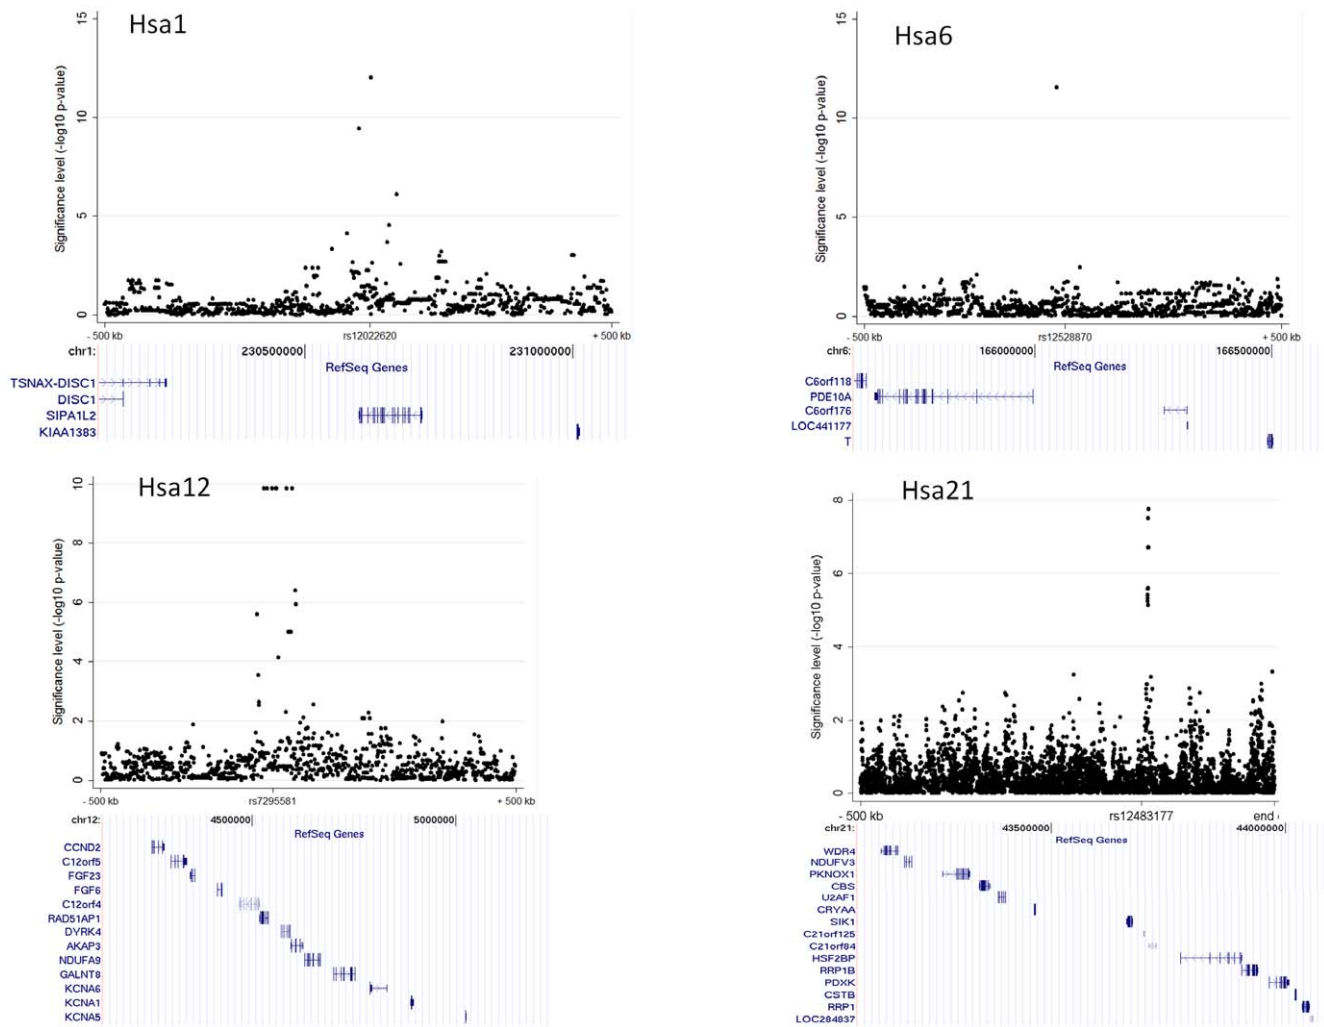 Hsa1
15
10
5
0
Significance level (-log10 p-value)
- 500 kb
rs12022620
+ 500 kb
chr1:
230500000
231000000
RefSeq Genes
TSNAX-DISC1
DISC1
SIPA1L2
KIAA1383
Hsa6
15
10
5
0
Significance level (-log10 p-value)
- 500 kb
rs12528870
+ 500 kb
chr6:
166000000
166500000
RefSeq Genes
C6orf118
PDE10A
C6orf176
LOC441177
T
Hsa12
10
8
6
4
2
0
Significance level (-log10 p-value)
- 500 kb
rs7295581
+ 500 kb
chr12:
4500000
5000000
RefSeq Genes
CCND2
C12orf5
FGF23
FGF6
C12orf4
RAD51AP1
DYRK4
AKAP3
NDUFA9
GALNT8
KCNA6
KCNA1
KCNA5
Hsa21
8
6
4
2
0
Significance level (-log10 p-value)
- 500 kb
rs12483177
end
chr21:
43500000
44000000
RefSeq Genes
WDR4
NDUFV3
PKNOX1
CBS
U2AF1
CRYAA
SIK1
C21orf125
C21orf84
HSF2BP
RRP1B
PDXK
CSTB
RRP1
LOC284837